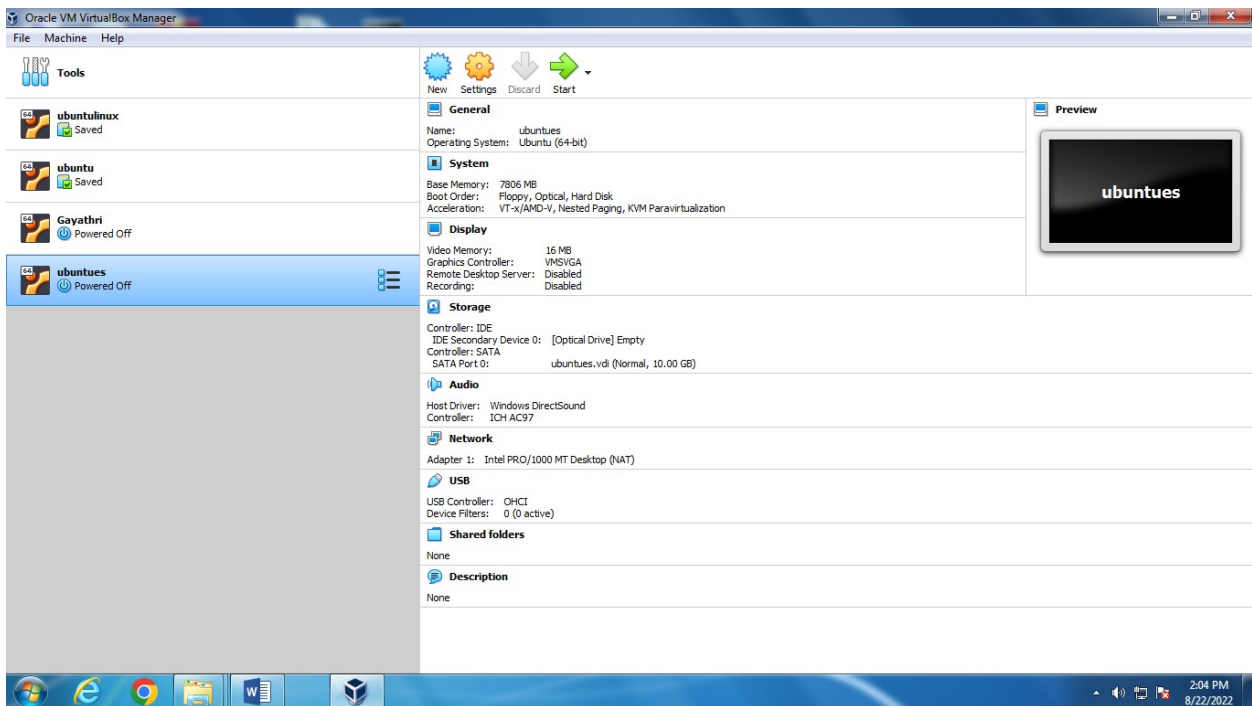 Oracle VM VirtualBox Manager
File Machine Help
Tools
64 ubuntulinux
Saved
64 ubuntu
Saved
64 Gayathri
Powered Off
64 ubuntues
Powered Off
New Settings Discard Start
General
Name: ubuntues
Operating System: Ubuntu (64-bit)
System
Base Memory: 7806 MB
Boot Order: Floppy, Optical, Hard Disk
Acceleration: VT-x/AMD-V, Nested Paging, KVM Paravirtualization
Display
Video Memory: 16 MB
Graphics Controller: VMSVGA
Remote Desktop Server: Disabled
Recording: Disabled
Storage
Controller: IDE
IDE Secondary Device 0: [Optical Drive] Empty
Controller: SATA
SATA Port 0: ubuntues.vdi (Normal, 10.00 GB)
Audio
Host Driver: Windows DirectSound
Controller: ICH AC97
Network
Adapter 1: Intel PRO/1000 MT Desktop (NAT)
USB
USB Controller: OHCI
Device Filters: 0 (0 active)
Shared folders
None
Description
None
Preview
ubuntues
W
2:04 PM
8/22/2022